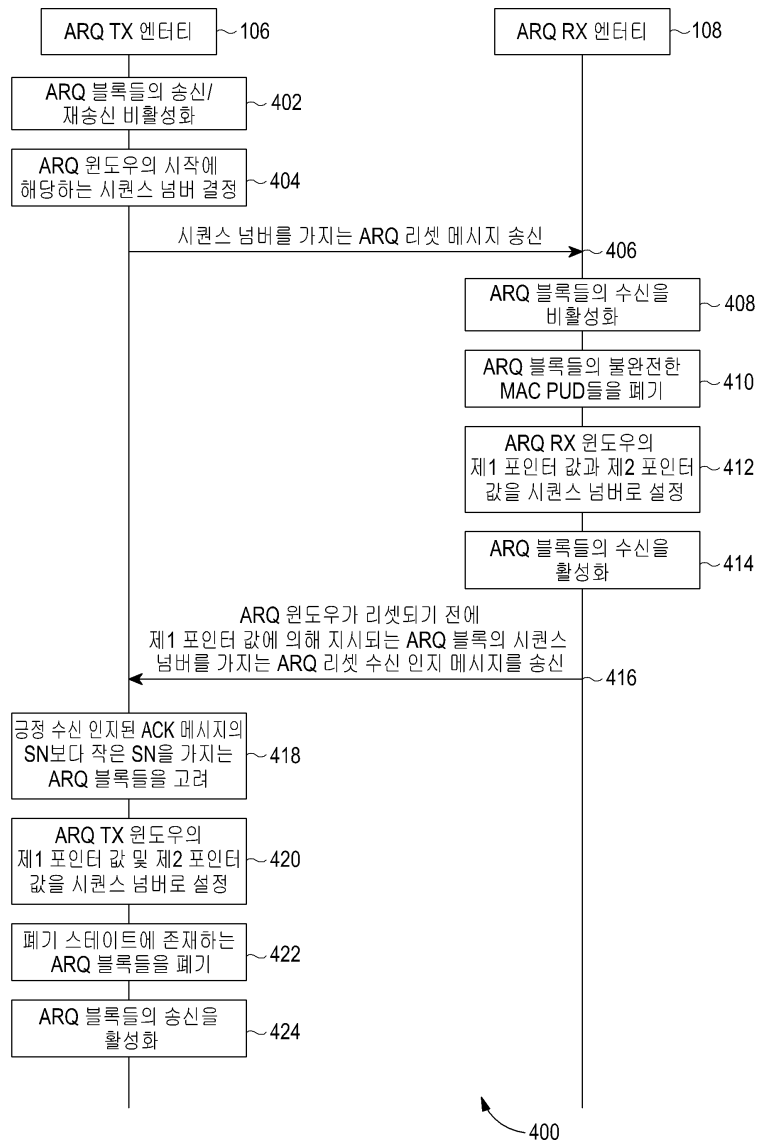 ARQ TX 엔터티
106
ARQ RX 엔터티
108
ARQ 블록들의 송신/
재송신 비활성화
402
ARQ 윈도우의 시작에
해당하는 시퀀스 넘버 결정
404
시퀀스 넘버를 가지는 ARQ 리셋 메시지 송신
406
ARQ 블록들의 수신을
비활성화
408
ARQ 블록들의 불완전한
MAC PUD들을 폐기
410
ARQ RX 윈도우의
제1 포인터 값과 제2 포인터
값을 시퀀스 넘버로 설정
412
ARQ 블록들의 수신을
활성화
414
ARQ 윈도우가 리셋되기 전에
제1 포인터 값에 의해 지시되는 ARQ 블록의 시퀀스
넘버를 가지는 ARQ 리셋 수신 인지 메시지를 송신
416
긍정 수신 인지된 ACK 메시지의
SN보다 작은 SN을 가지는
ARQ 블록들을 고려
418
ARQ TX 윈도우의
제1 포인터 값 및 제2 포인터
값을 시퀀스 넘버로 설정
420
폐기 스테이트에 존재하는
ARQ 블록들을 폐기
422
ARQ 블록들의 송신을
활성화
424
400